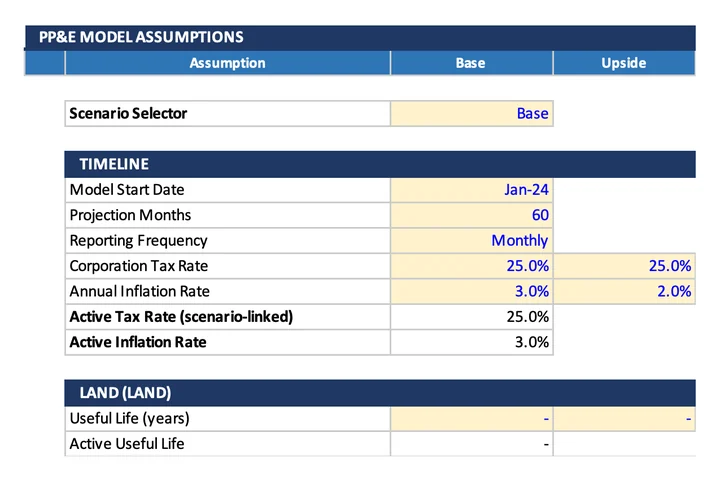 PP&E MODEL ASSUMPTIONS
Assumption Base Upside
Scenario Selector Base
TIMELINE
Model Start Date Jan-24
Projection Months 60
Reporting Frequency Monthly
Corporation Tax Rate 25.0% 25.0%
Annual Inflation Rate 3.0% 2.0%
Active Tax Rate (scenario-linked) 25.0%
Active Inflation Rate 3.0%
LAND (LAND)
Useful Life (years) - -
Active Useful Life -